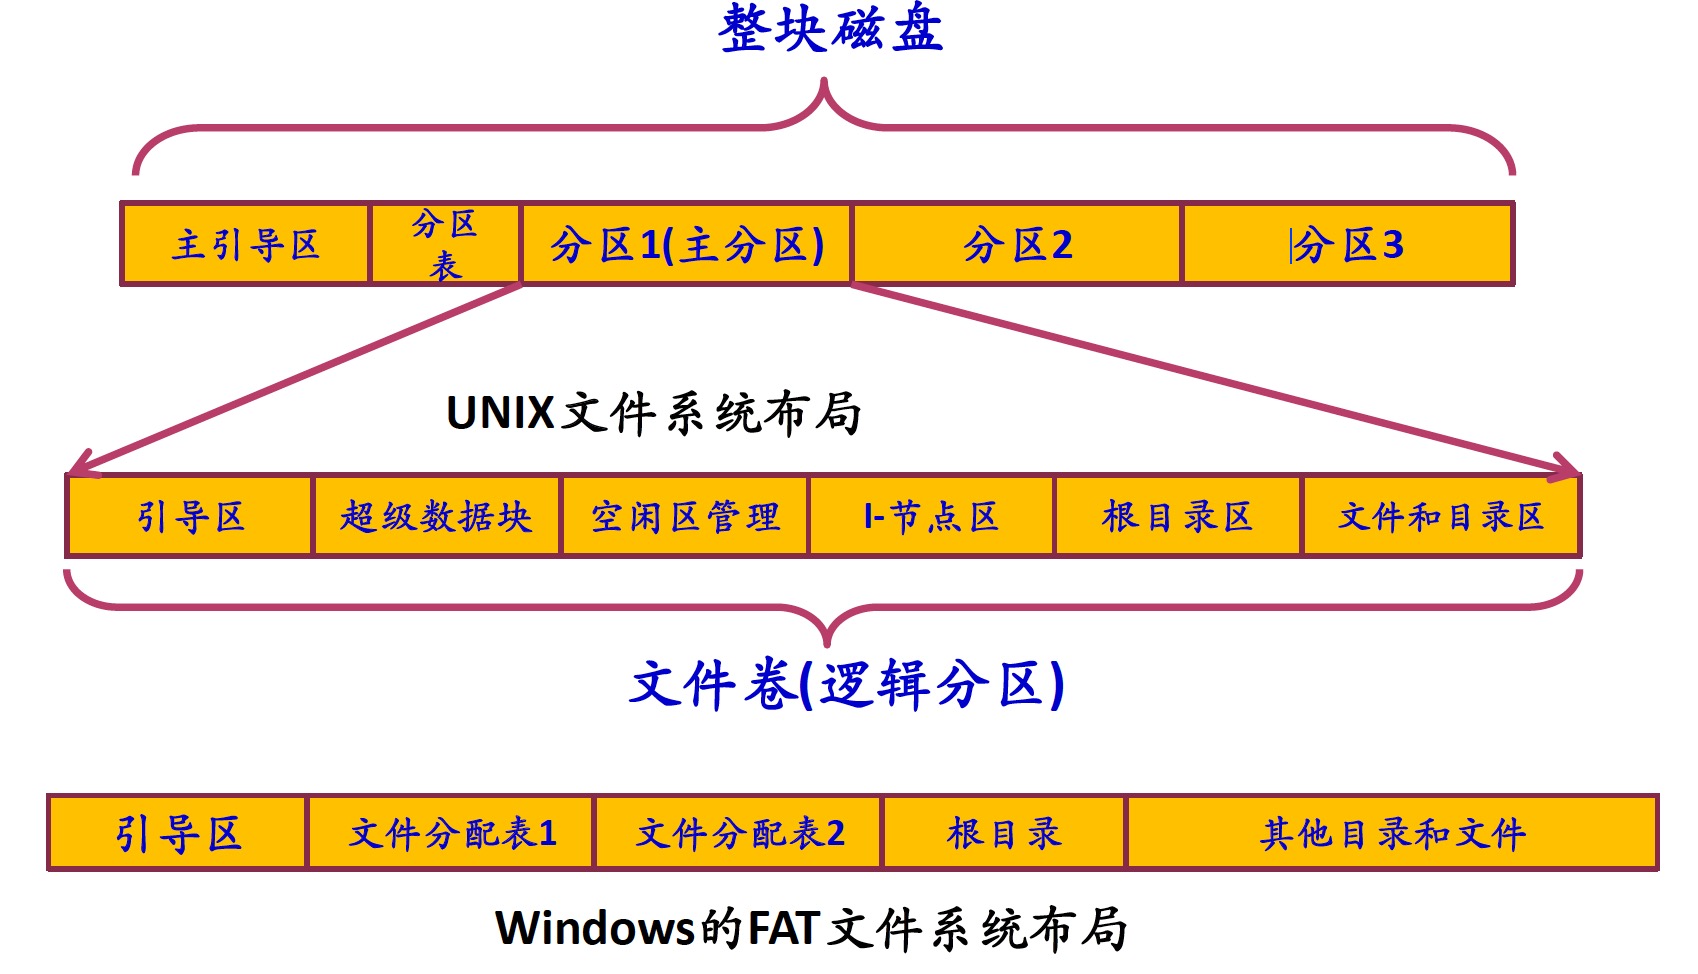 整块磁盘
主引导区
分区
表
分区1(主分区)
分区2
分区3
UNIX文件系统布局
引导区
超级数据块
空闲区管理
I-节点区
根目录区
文件和目录区
文件卷(逻辑分区)
引导区
文件分配表1
文件分配表2
根目录
其他目录和文件
Windows的FAT文件系统布局